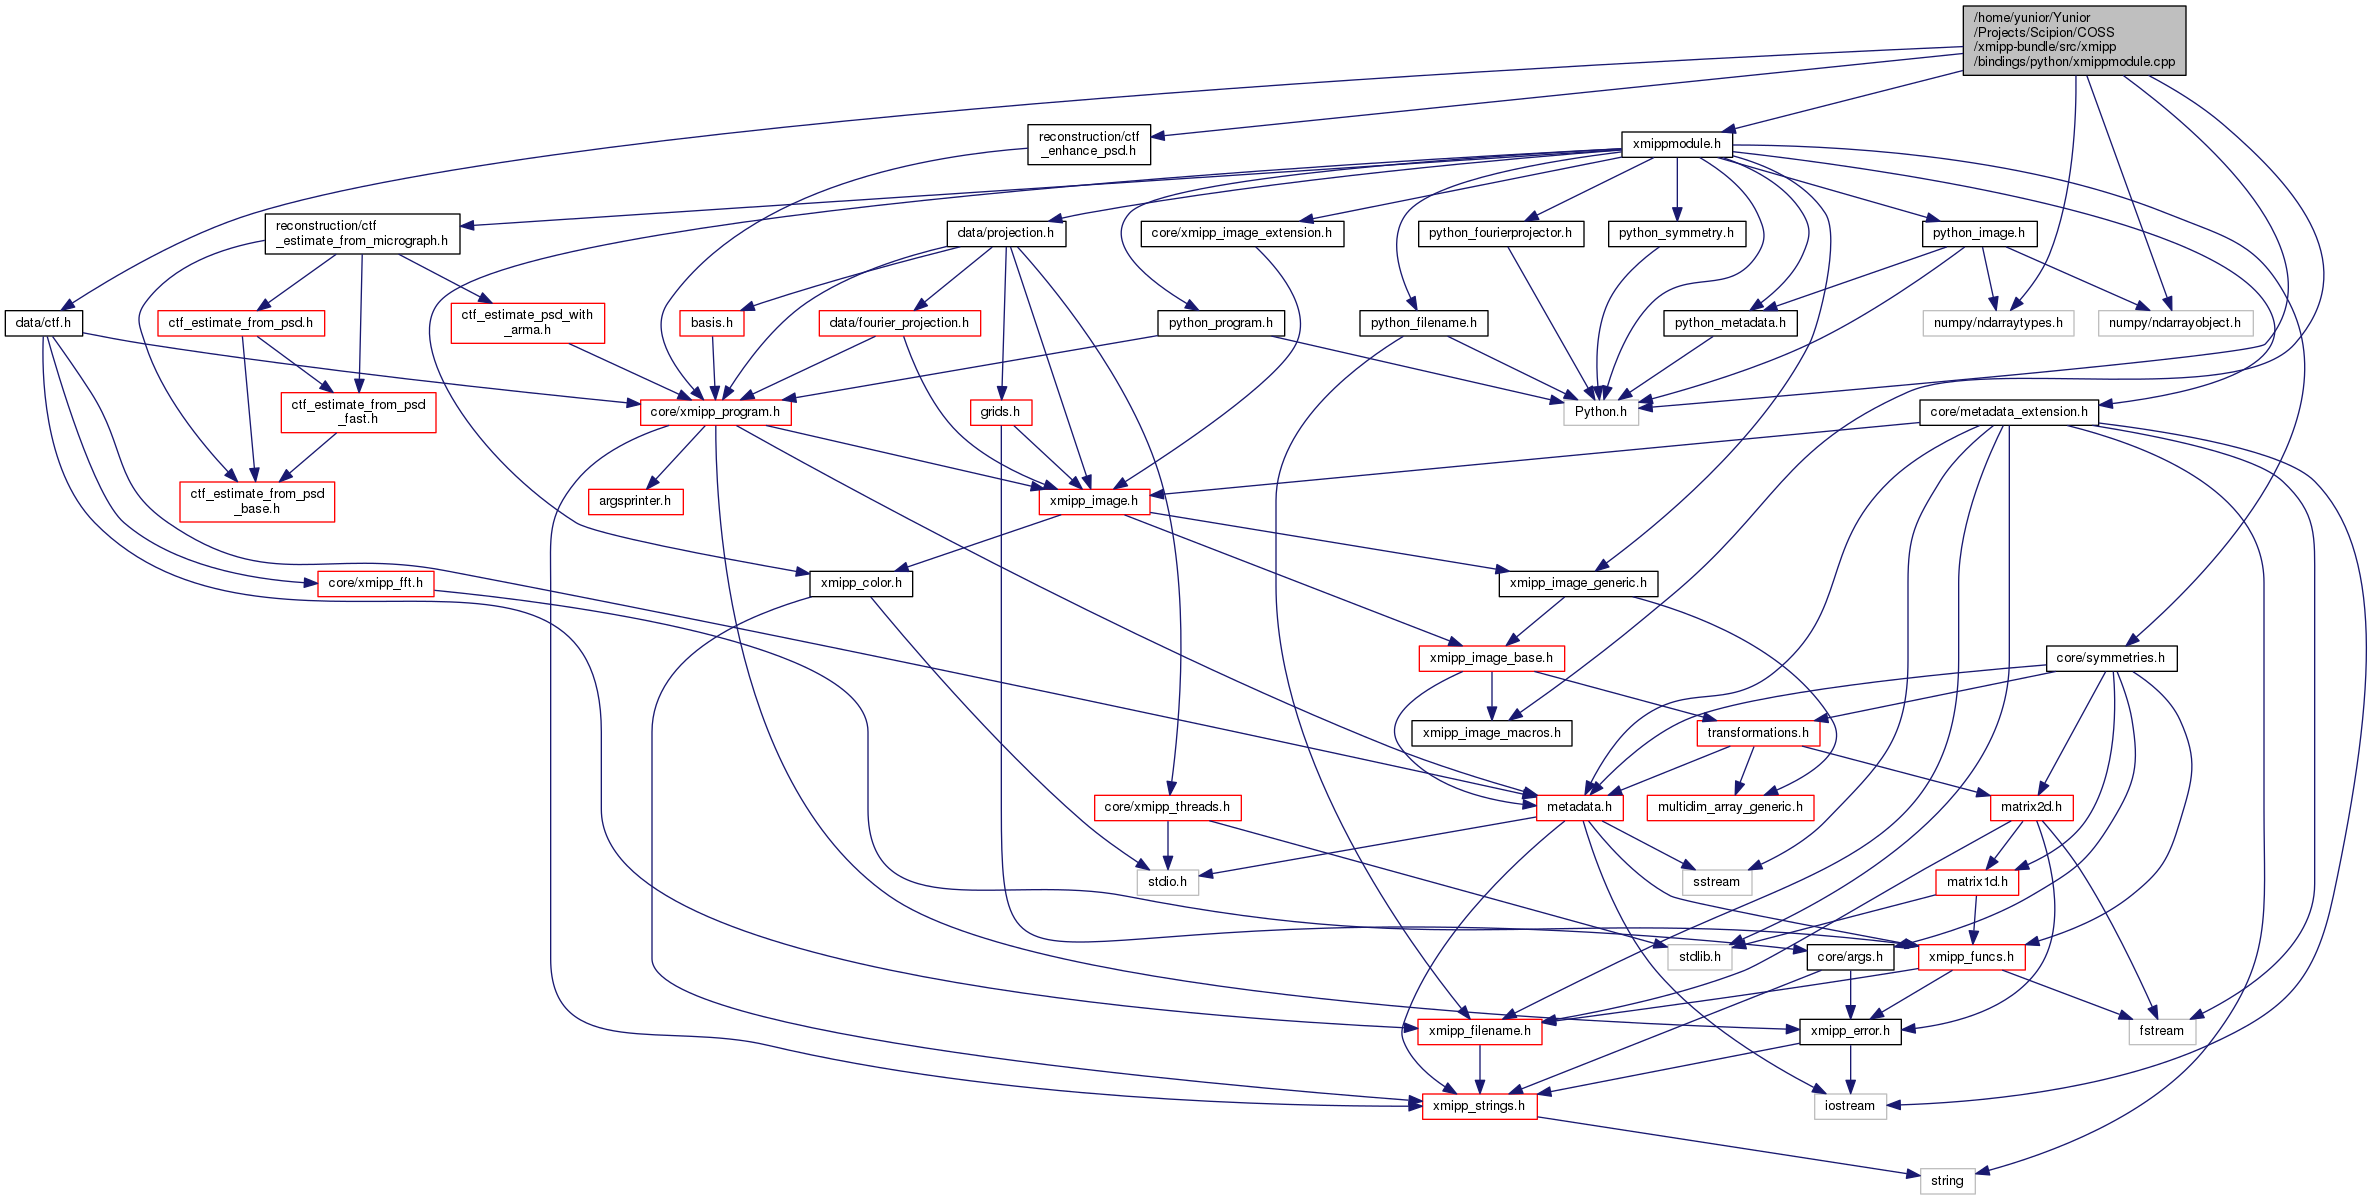 /home/yunior/Yunior
/Projects/Scipion/COSS
/xmipp-bundle/src/xmipp
/bindings/python/xmippmodule.cpp
reconstruction/ctf
_enhance_psd.h
xmippmodule.h
reconstruction/ctf
_estimate_from_micrograph.h
data/projection.h
core/xmipp_image_extension.h
python_fourierprojector.h
python_symmetry.h
python_image.h
data/ctf.h
ctf_estimate_from_psd.h
ctf_estimate_psd_with
_arma.h
basis.h
data/fourier_projection.h
python_program.h
python_filename.h
python_metadata.h
numpy/ndarraytypes.h
numpy/ndarrayobject.h
ctf_estimate_from_psd
_fast.h
core/xmipp_program.h
grids.h
Python.h
core/metadata_extension.h
ctf_estimate_from_psd
_base.h
argsprinter.h
xmipp_image.h
core/xmipp_fft.h
xmipp_color.h
xmipp_image_generic.h
xmipp_image_base.h
core/symmetries.h
xmipp_image_macros.h
transformations.h
core/xmipp_threads.h
metadata.h
multidim_array_generic.h
matrix2d.h
stdio.h
sstream
matrix1d.h
stdlib.h
core/args.h
xmipp_funcs.h
xmipp_filename.h
xmipp_error.h
fstream
xmipp_strings.h
iostream
string